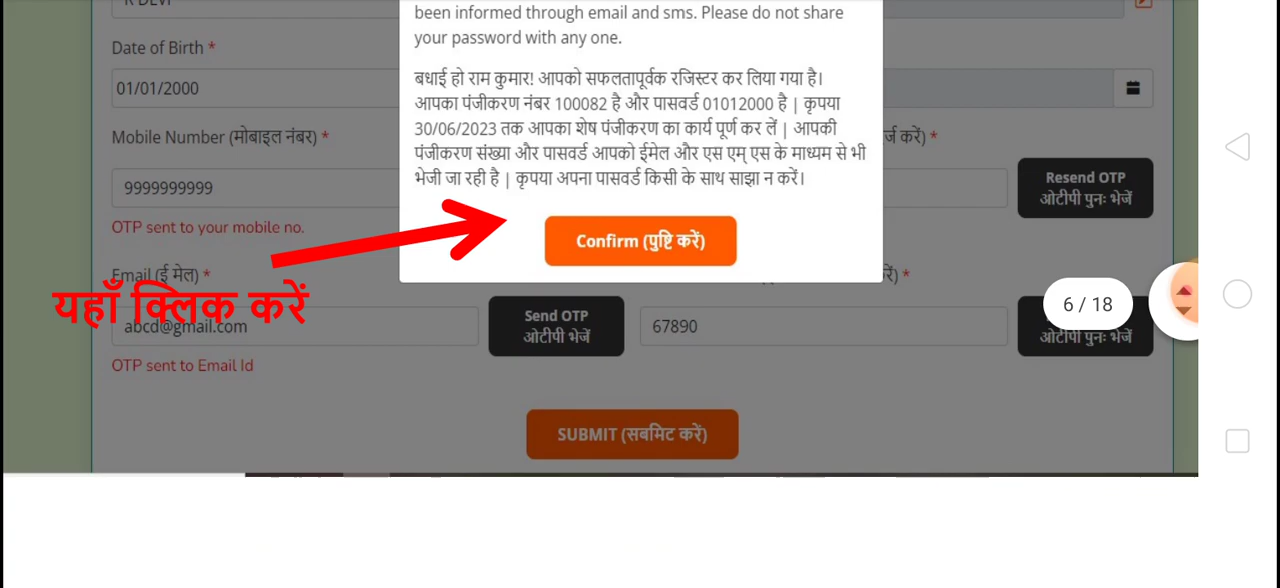 been informed through email and sms. Please do not share
your password with any one.
Date of Birth *
01/01/2000
बधाई हो राम कुमार! आपको सफलतापूर्वक रजिस्टर कर लिया गया है।
आपका पंजीकरण नंबर 100082 है और पासवर्ड 01012000 है | कृपया
30/06/2023 तक आपका शेष पंजीकरण का कार्य पूर्ण कर लें | आपकी
पंजीकरण संख्या और पासवर्ड आपको ईमेल और एस एम् एस के माध्यम से भी
भेजी जा रही है | कृपया अपना पासवर्ड किसी के साथ साझा न करें।
Mobile Number (मोबाइल नंबर) *
र्ज करें) *
9999999999
Resend OTP
ओटीपी पुनः भेजें
OTP sent to your mobile no.
Confirm (पुष्टि करें)
Email (ई मेल) *
रें) *
यहाँ क्लिक करें
abcd@gmail.com
Send OTP
ओटीपी भेजें
67890
6 / 18
ओटीपी पुनः भेजें
OTP sent to Email Id
SUBMIT (सबमिट करें)